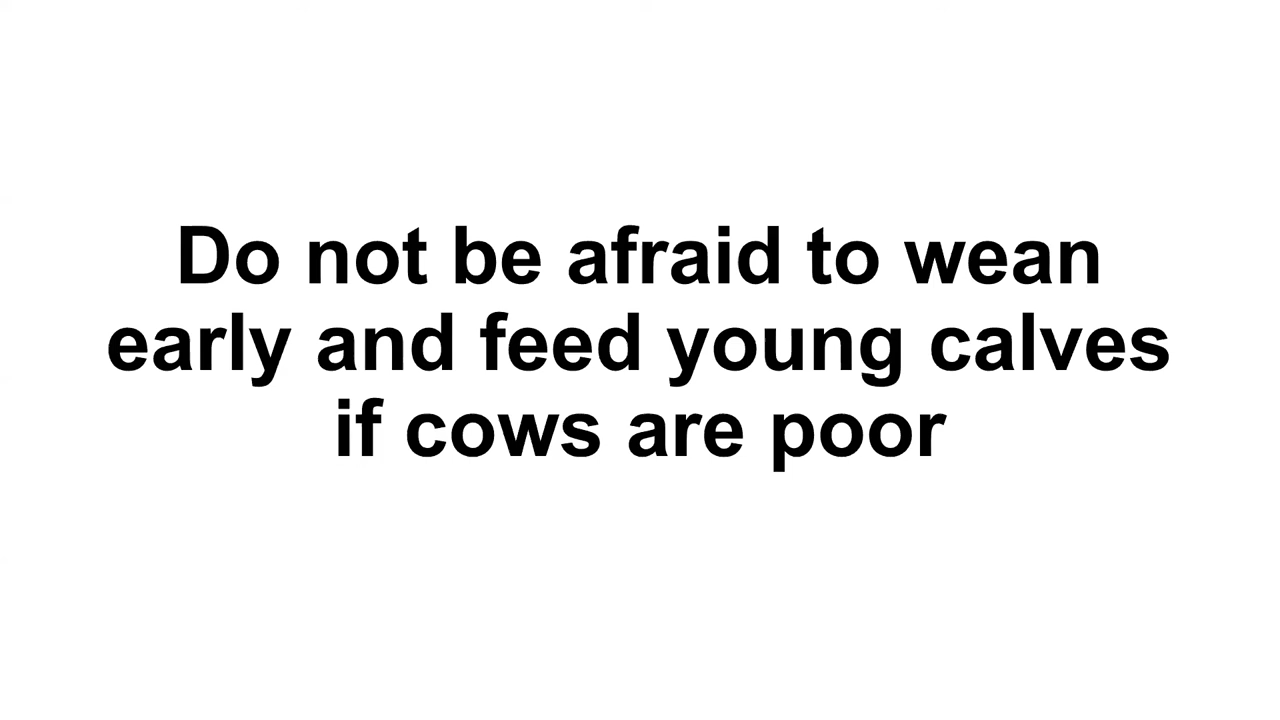 Do not be afraid to wean
early and feed young calves
if cows are poor